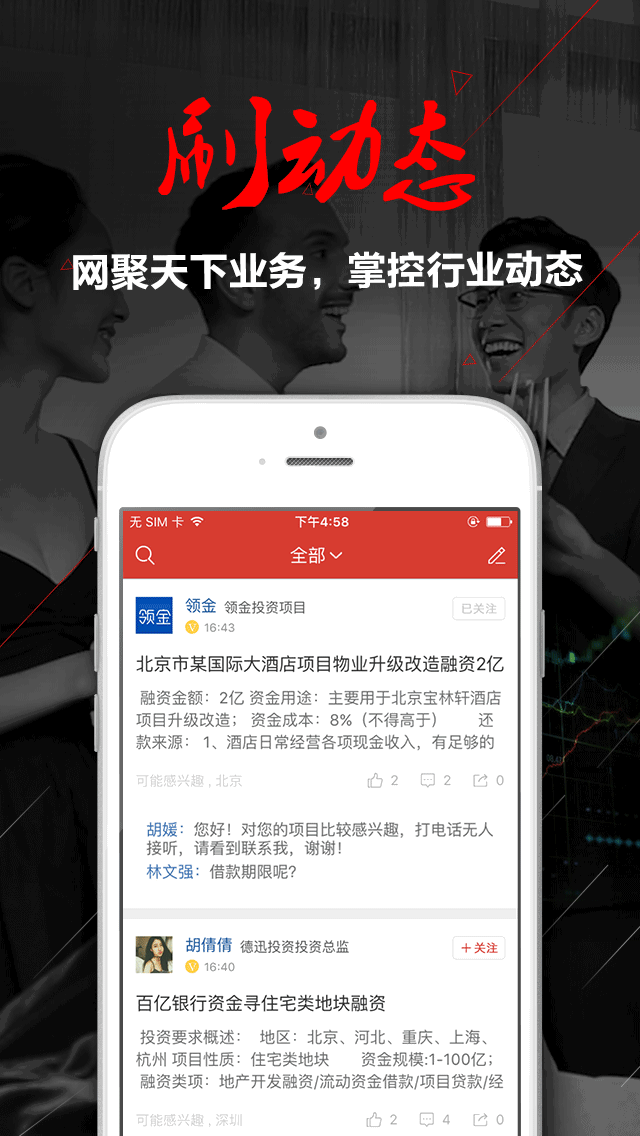 刷动态
网聚天下业务，掌控行业动态
无 SIM 卡 下午4:58
全部
领金 领金 领金投资项目 已关注
V 16:43
北京市某国际大酒店项目物业升级改造融资2亿
融资金额：2亿 资金用途：主要用于北京宝林轩酒店
项目升级改造； 资金成本：8%（不得高于） 还
款来源： 1、酒店日常经营各项现金收入，有足够的
可能感兴趣 , 北京 2 2 0
胡媛：您好！对您的项目比较感兴趣，打电话无人
接听，请看到联系我，谢谢！
林文强：借款期限呢？
胡倩倩 德迅投资投资总监 +关注
V 16:40
百亿银行资金寻住宅类地块融资
投资要求概述： 地区：北京、河北、重庆、上海、
杭州 项目性质：住宅类地块 资金规模:1-100亿；
融资类项：地产开发融资/流动资金借款/项目贷款/经
可能感兴趣 , 深圳 2 4 0